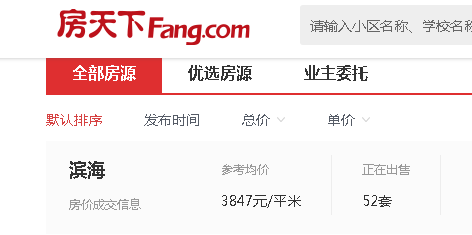 房天下Fang.com
请输入小区名称、学校名称
全部房源 优选房源 业主委托
默认排序 发布时间 总价 单价
滨海 参考均价 正在出售
房价成交信息 3847元/平米 52套